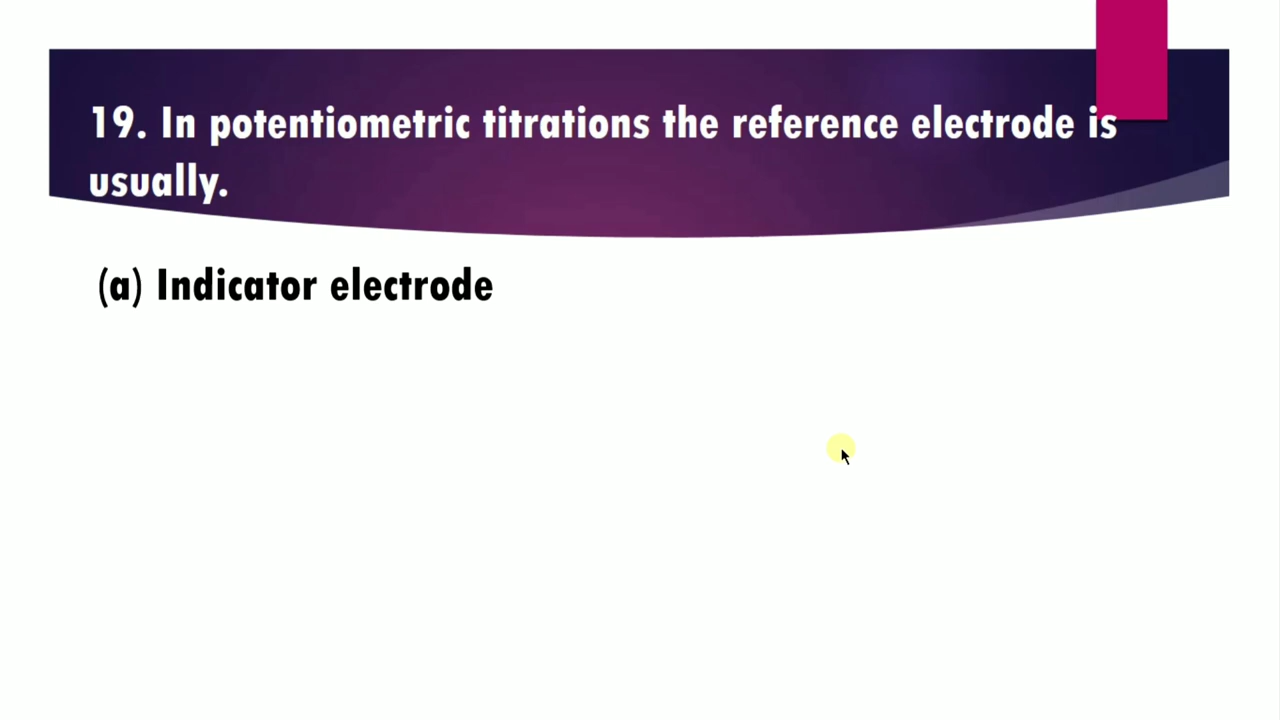 19. In potentiometric titrations the reference electrode is
usually.
(a) Indicator electrode